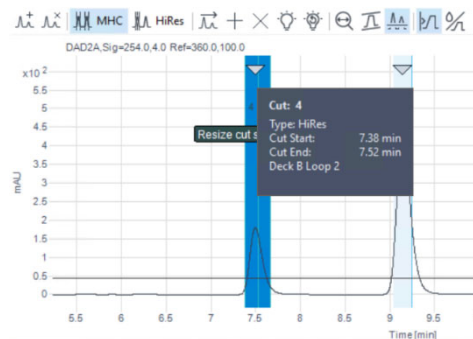 MHC HiRes
DAD2A,Sig=254.0,4.0 Ref=360.0,100.0
x10²
mAU
6
5.5
5
4.5
4
3.5
3
2.5
2
1.5
1
0.5
0
4
Resize cut s
Cut: 4
Type: HiRes
Cut Start: 7.38 min
Cut End: 7.52 min
Deck B Loop 2
5.5 6 6.5 7 7.5 8 8.5 9 9.5
Time [min]